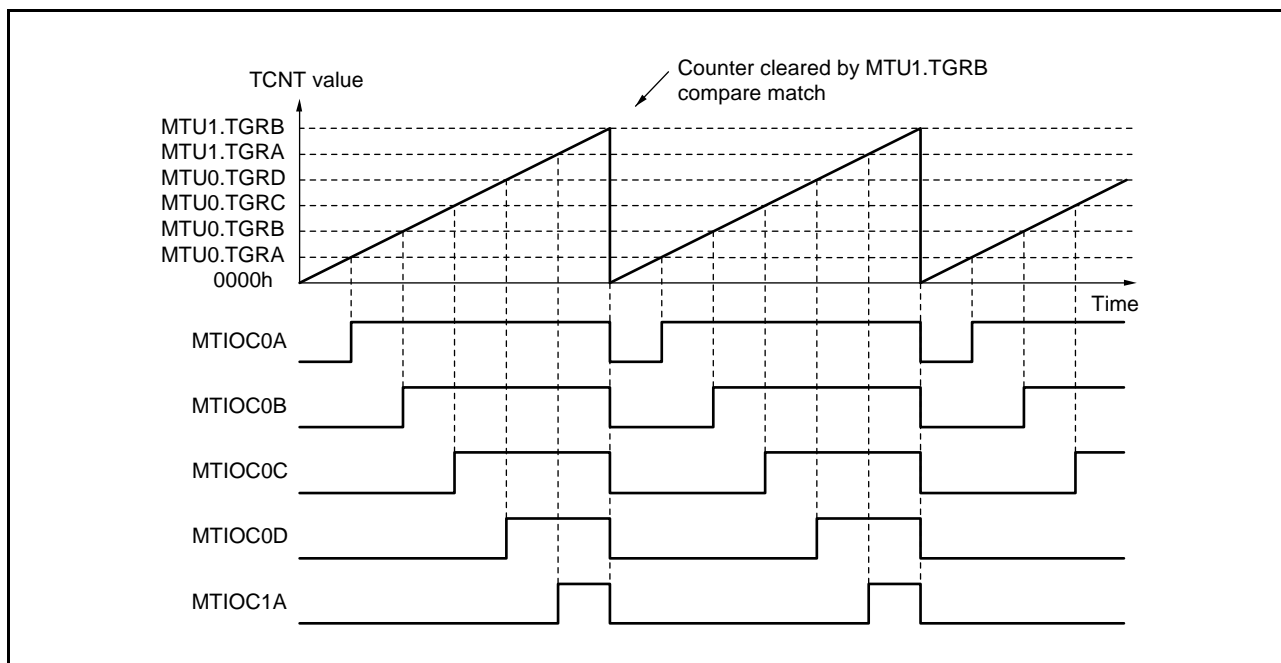 Counter cleared by MTU1.TGRB
compare match
TCNT value
MTU1.TGRB
MTU1.TGRA
MTU0.TGRD
MTU0.TGRC
MTU0.TGRB
MTU0.TGRA
0000h
Time
MTIOC0A
MTIOC0B
MTIOC0C
MTIOC0D
MTIOC1A